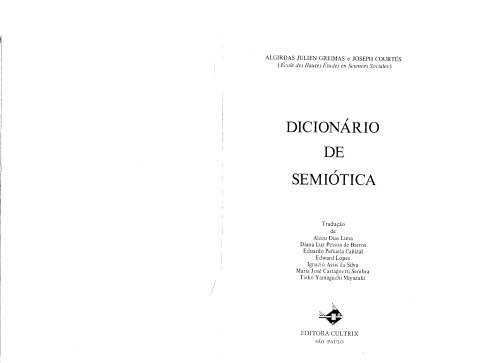 ALGIRDAS JULIEN GREIMAS e JOSEPH COURTÉS
(École des Hautes Études en Sciences Sociales)
DICIONÁRIO
DE
SEMIÓTICA
Tradução
de
Alceu Dias Lima
Diana Luz Pessoa de Barros
Eduardo Peñuela Cañizal
Edward Lopes
Ignacio Assis da Silva
Maria José Castagnetti Sembra
Tieko Yamaguchi Miyazaki
EDITORA CULTRIX
SÃO PAULO